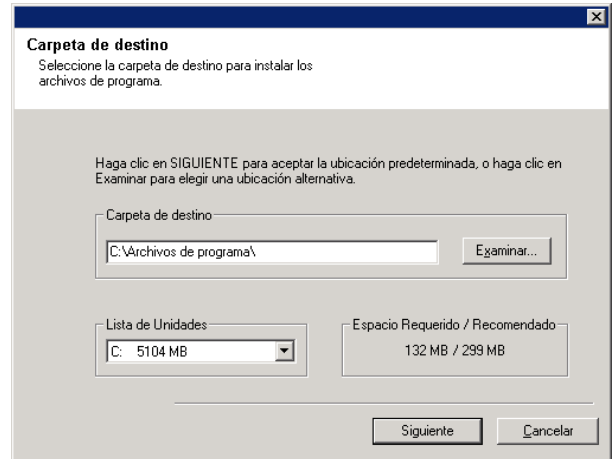 Carpeta de destino
Seleccione la carpeta de destino para instalar los
archivos de programa.
Haga clic en SIGUIENTE para aceptar la ubicación predeterminada, o haga clic en
Examinar para elegir una ubicación alternativa.
Carpeta de destino
C:\Archivos de programa\
Examinar...
Lista de Unidades
C: 5104 MB
Espacio Requerido / Recomendado
132 MB / 299 MB
Siguiente
Cancelar